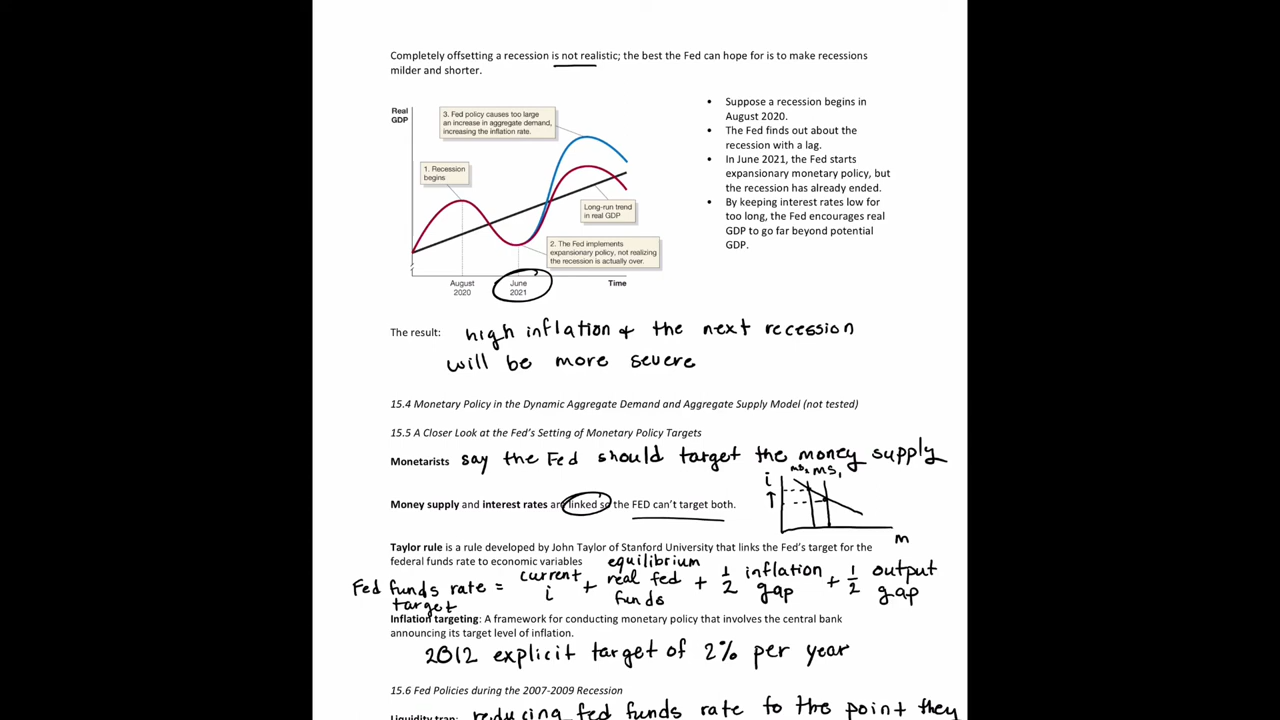 Completely offsetting a recession is not realistic; the best the Fed can hope for is to make recessions
milder and shorter.
Real
GDP
3. Fed policy causes too large
an increase in aggregate demand,
increasing the inflation rate.
1. Recession
begins
Long-run trend
in real GDP
2. The Fed implements
expansionary policy, not realizing
the recession is actually over.
August
2020
June
2021
Time
• Suppose a recession begins in
August 2020.
• The Fed finds out about the
recession with a lag.
• In June 2021, the Fed starts
expansionary monetary policy, but
the recession has already ended.
• By keeping interest rates low for
too long, the Fed encourages real
GDP to go far beyond potential
GDP.
The result: high inflation + the next recession
will be more severe
15.4 Monetary Policy in the Dynamic Aggregate Demand and Aggregate Supply Model (not tested)
15.5 A Closer Look at the Fed's Setting of Monetary Policy Targets
Monetarists say the Fed should target the money supply
i MS2 MS1
Money supply and interest rates are linked so the FED can't target both.
M
Taylor rule is a rule developed by John Taylor of Stanford University that links the Fed's target for the
federal funds rate to economic variables
Fed funds rate target = current i + equilibrium real fed funds + 1/2 inflation gap + 1/2 output gap
Inflation targeting: A framework for conducting monetary policy that involves the central bank
announcing its target level of inflation.
2012 explicit target of 2% per year
15.6 Fed Policies during the 2007-2009 Recession
Liquidity trap: reducing fed funds rate to the point they